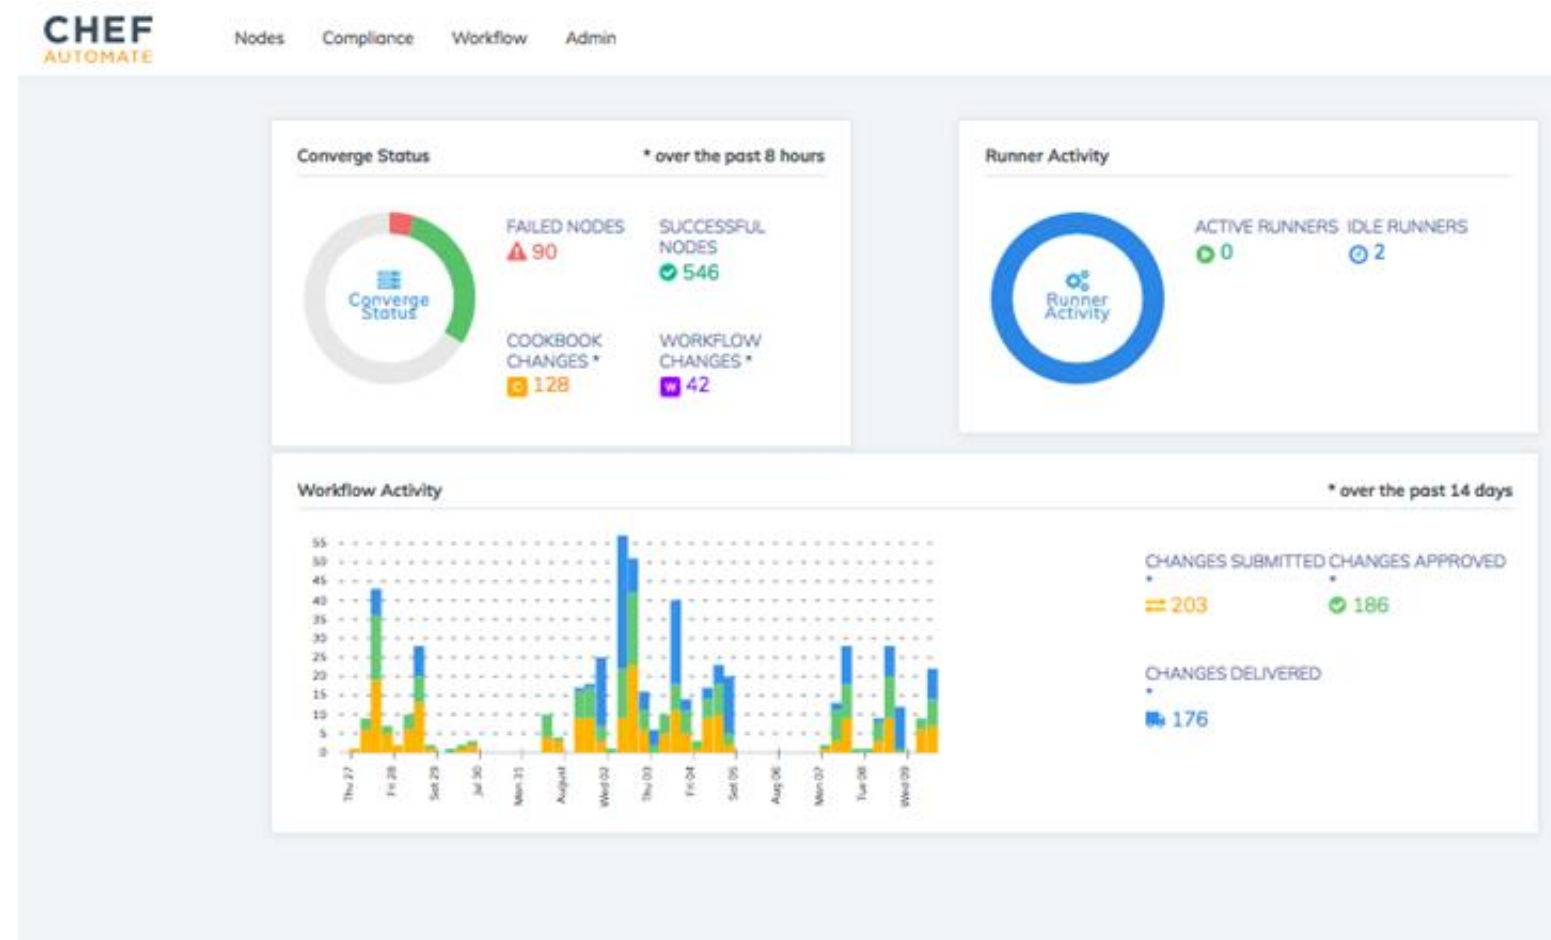 CHEF
AUTOMATE
Nodes Compliance Workflow Admin
Converge Status * over the past 8 hours
Converge
Status
FAILED NODES
90
SUCCESSFUL
NODES
546
COOKBOOK
CHANGES *
C 128
WORKFLOW
CHANGES *
W 42
Runner Activity
Runner
Activity
ACTIVE RUNNERS IDLE RUNNERS
0 2
Workflow Activity * over the past 14 days
55
50
45
40
35
30
25
20
15
10
5
0
Thu 27
Fri 28
Sat 29
Jul 30
Mon 31
August
Wed 02
Thu 03
Fri 04
Sat 05
Aug 06
Mon 07
Tue 08
Wed 09
CHANGES SUBMITTED CHANGES APPROVED
* *
203 186
CHANGES DELIVERED
*
176